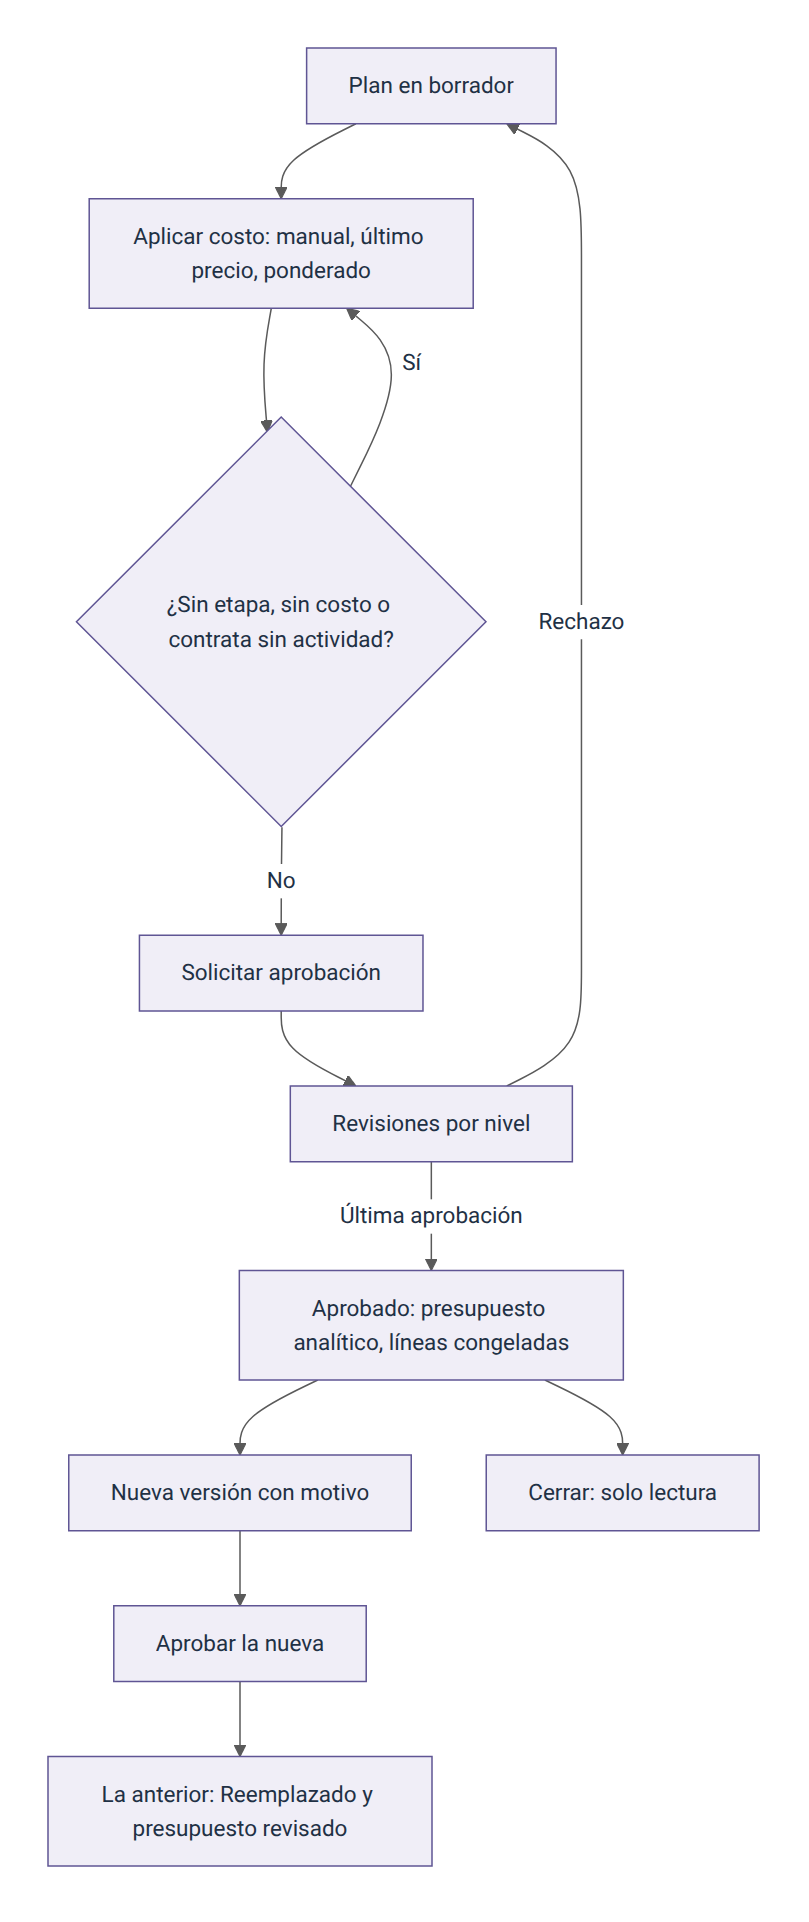 Plan en borrador
Aplicar costo: manual, último
precio, ponderado
Sí
¿Sin etapa, sin costo o
contrata sin actividad?
Rechazo
No
Solicitar aprobación
Revisiones por nivel
Última aprobación
Aprobado: presupuesto
analítico, líneas congeladas
Nueva versión con motivo
Cerrar: solo lectura
Aprobar la nueva
La anterior: Reemplazado y
presupuesto revisado